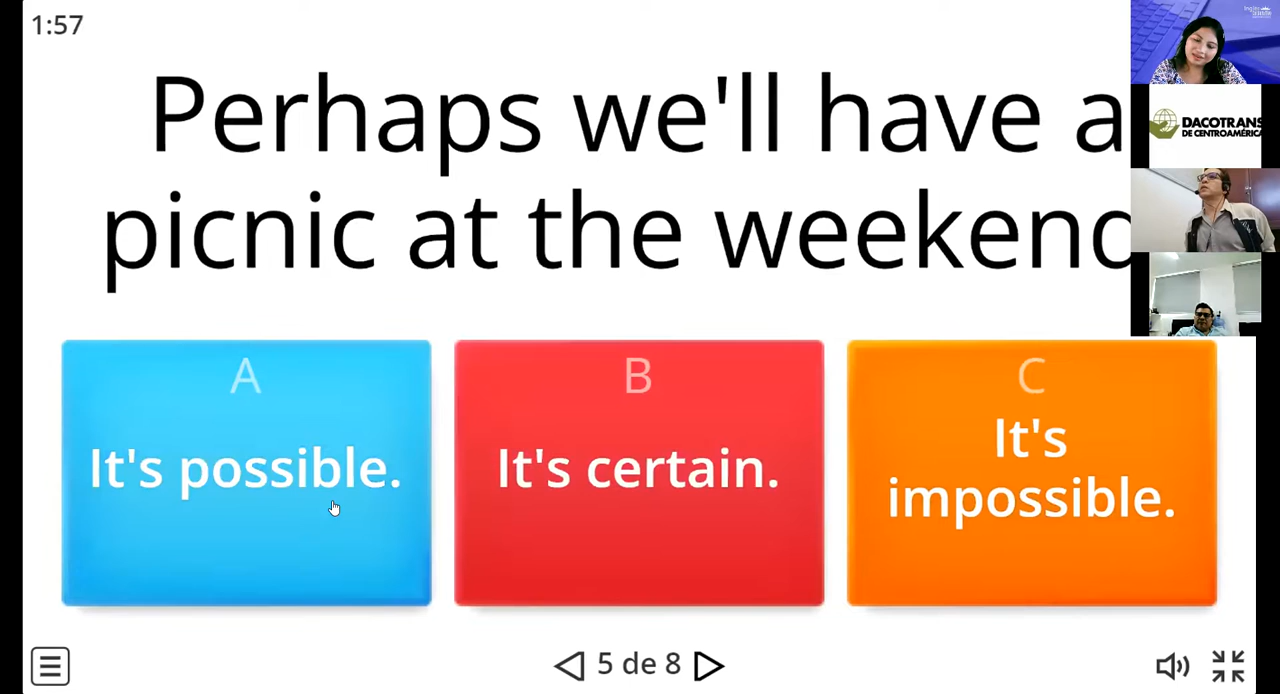 1:57
Perhaps we'll have a
picnic at the weekend
A
It's possible.
B
It's certain.
C
It's
impossible.
5 de 8
DACOTRANS
DE CENTROAMÉRICA